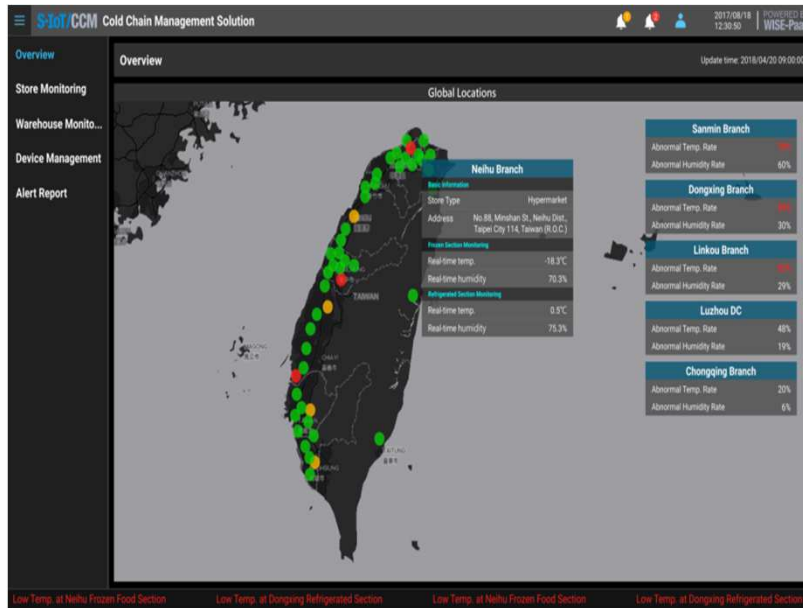 S-IoT/CCM Cold Chain Management Solution
2
2017/08/18
12:30:50
POWERED B
WISE-Paa
Overview
Store Monitoring
Warehouse Monito...
Device Management
Alert Report
Overview
Update time: 2018/04/20 09:00:00
Global Locations
Neihu Branch
Basic Information
Store Type Hypermarket
Address No.88, Minshan St., Neihu Dist.,
Taipei City 114, Taiwan (R.O.C.)
Frozen Section Monitoring
Real-time temp. -18.3°C
Real-time humidity 70.3%
Refrigerated Section Monitoring
Real-time temp. 0.5°C
Real-time humidity 75.3%
Sanmin Branch
Abnormal Temp. Rate
Abnormal Humidity Rate 60%
Dongxing Branch
Abnormal Temp. Rate
Abnormal Humidity Rate 30%
Linkou Branch
Abnormal Temp. Rate
Abnormal Humidity Rate 29%
Luzhou DC
Abnormal Temp. Rate 48%
Abnormal Humidity Rate 19%
Chongqing Branch
Abnormal Temp. Rate 20%
Abnormal Humidity Rate 6%
TAIWAN
CHIAYI
Low Temp. at Neihu Frozen Food Section
Low Temp. at Dongxing Refrigerated Section
Low Temp. at Neihu Frozen Food Section
Low Temp. at Dongxing Refrigerated Section